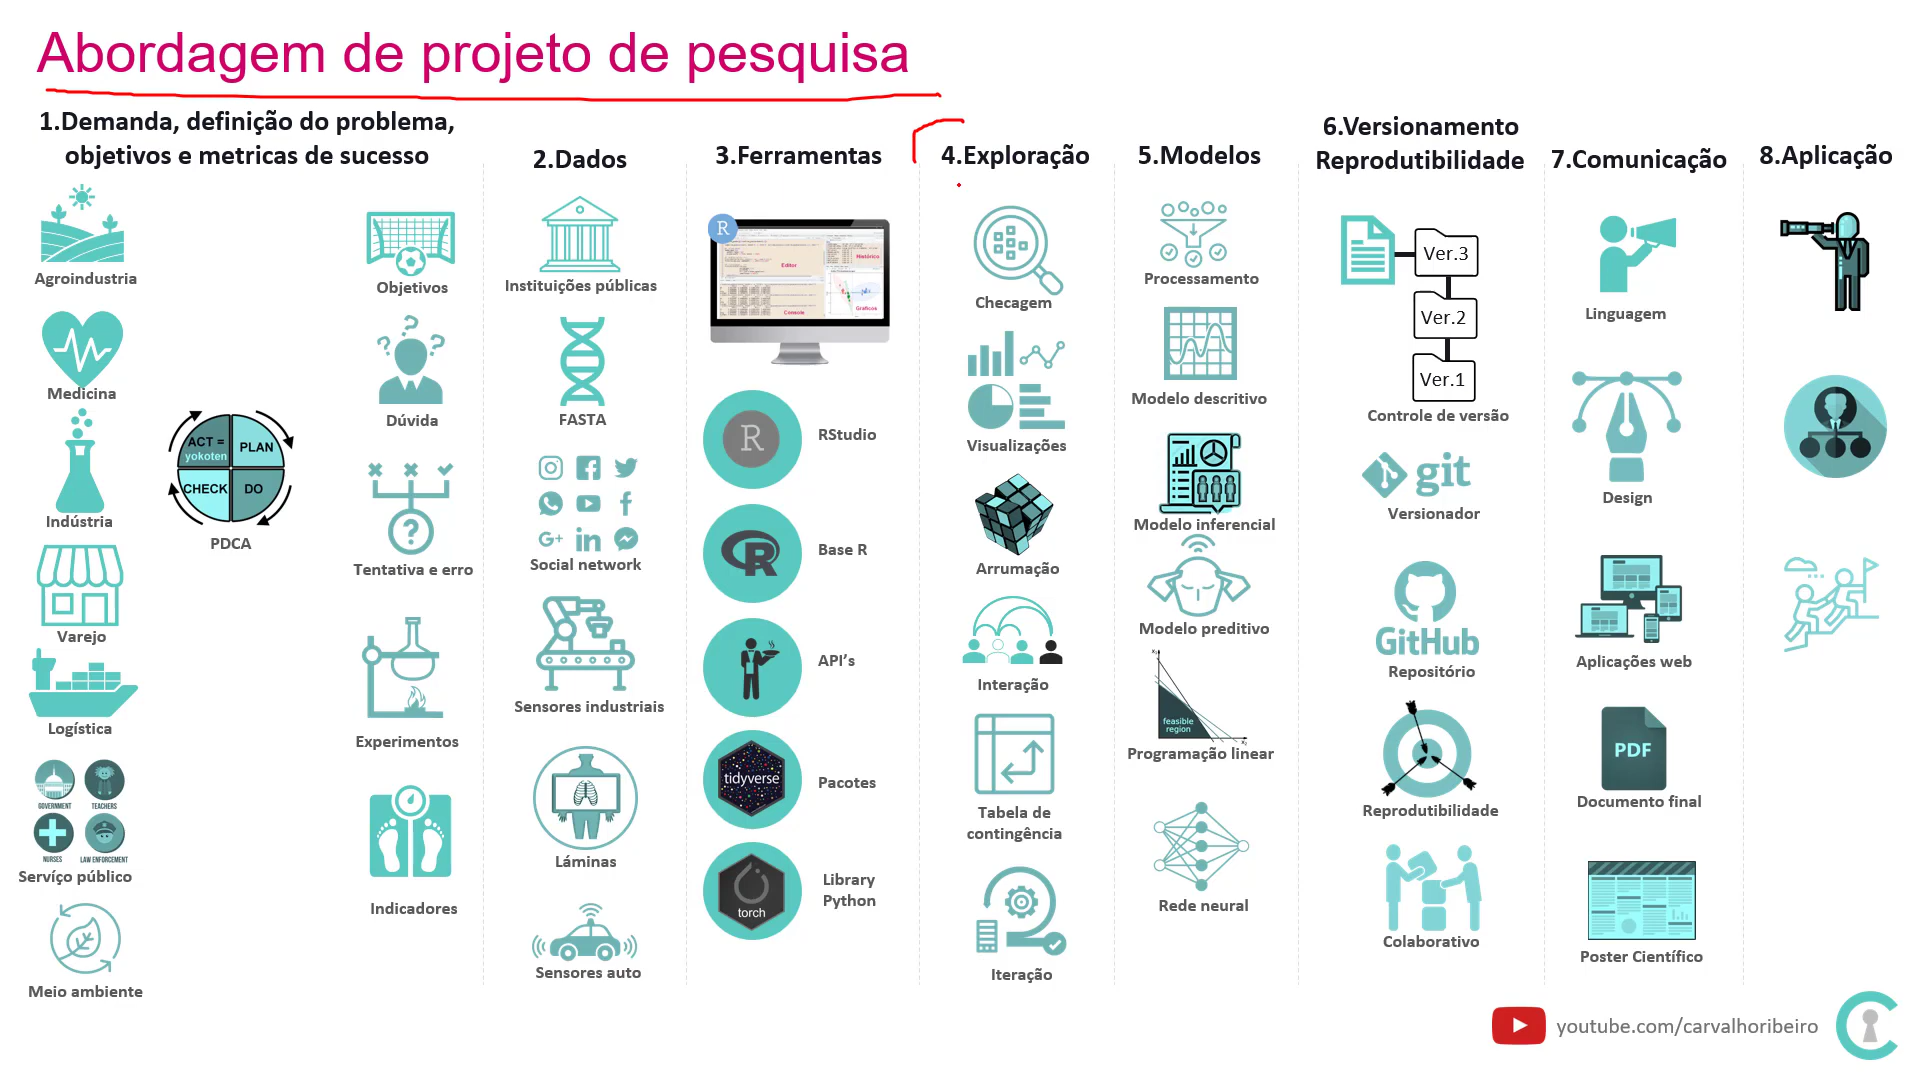 Abordagem de projeto de pesquisa
1.Demanda, definição do problema,
objetivos e metricas de sucesso
Agroindustria
Medicina
Indústria
Varejo
Logística
GOVERNMENT
TEACHERS
NURSES
LAW ENFORCEMENT
Servíço público
Meio ambiente
ACT =
yokoten
PLAN
CHECK
DO
PDCA
Objetivos
Dúvida
Tentativa e erro
Experimentos
Indicadores
2.Dados
Instituições públicas
FASTA
Social network
Sensores industriais
Láminas
Sensores auto
3.Ferramentas
R
Editor
Histórico
Console
Gráficos
R
RStudio
R
Base R
API’s
tidyverse
Pacotes
torch
Library
Python
4.Exploração
Checagem
Visualizações
Arrumação
Interação
Tabela de
contingência
Iteração
5.Modelos
Processamento
Modelo descritivo
Modelo inferencial
Modelo preditivo
feasible
region
Programação linear
Rede neural
6.Versionamento
Reprodutibilidade
Ver.3
Ver.2
Ver.1
Controle de versão
git
Versionador
GitHub
Repositório
Reprodutibilidade
Colaborativo
7.Comunicação
Linguagem
Design
Aplicações web
PDF
Documento final
Poster Científico
8.Aplicação
youtube.com/carvalhoribeiro